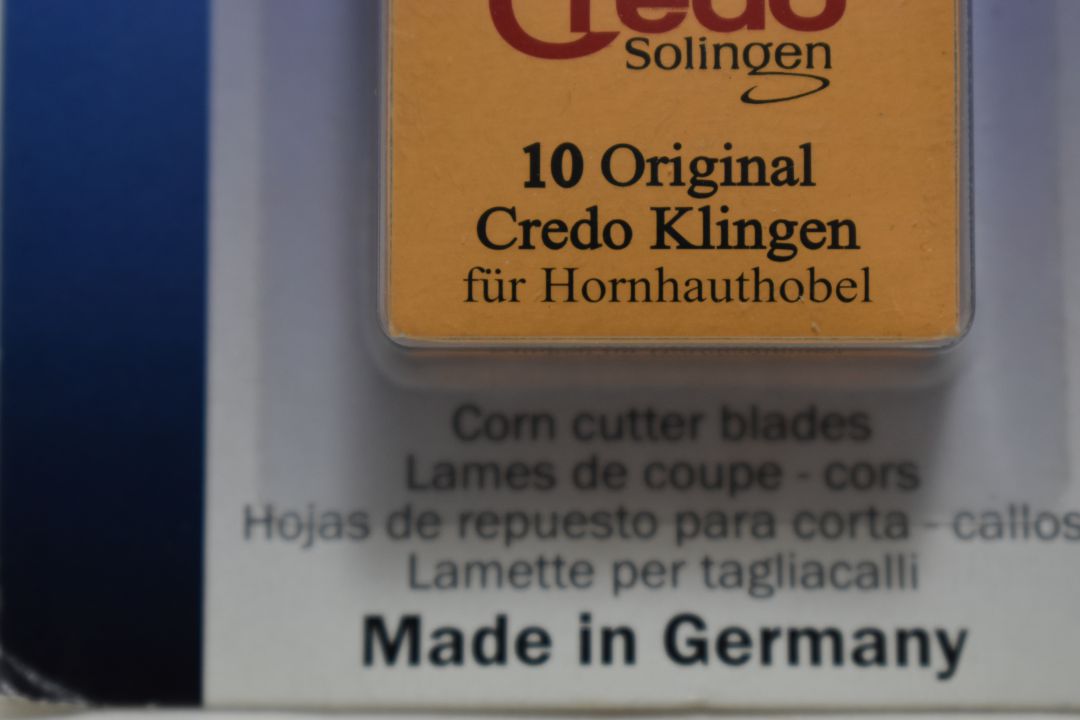 Credo
Solingen
10 Original
Credo Klingen
für Hornhauthobel
Corn cutter blades
Lames de coupe - cors
Hojas de repuesto para corta - callos
Lamette per tagliacalli
Made in Germany